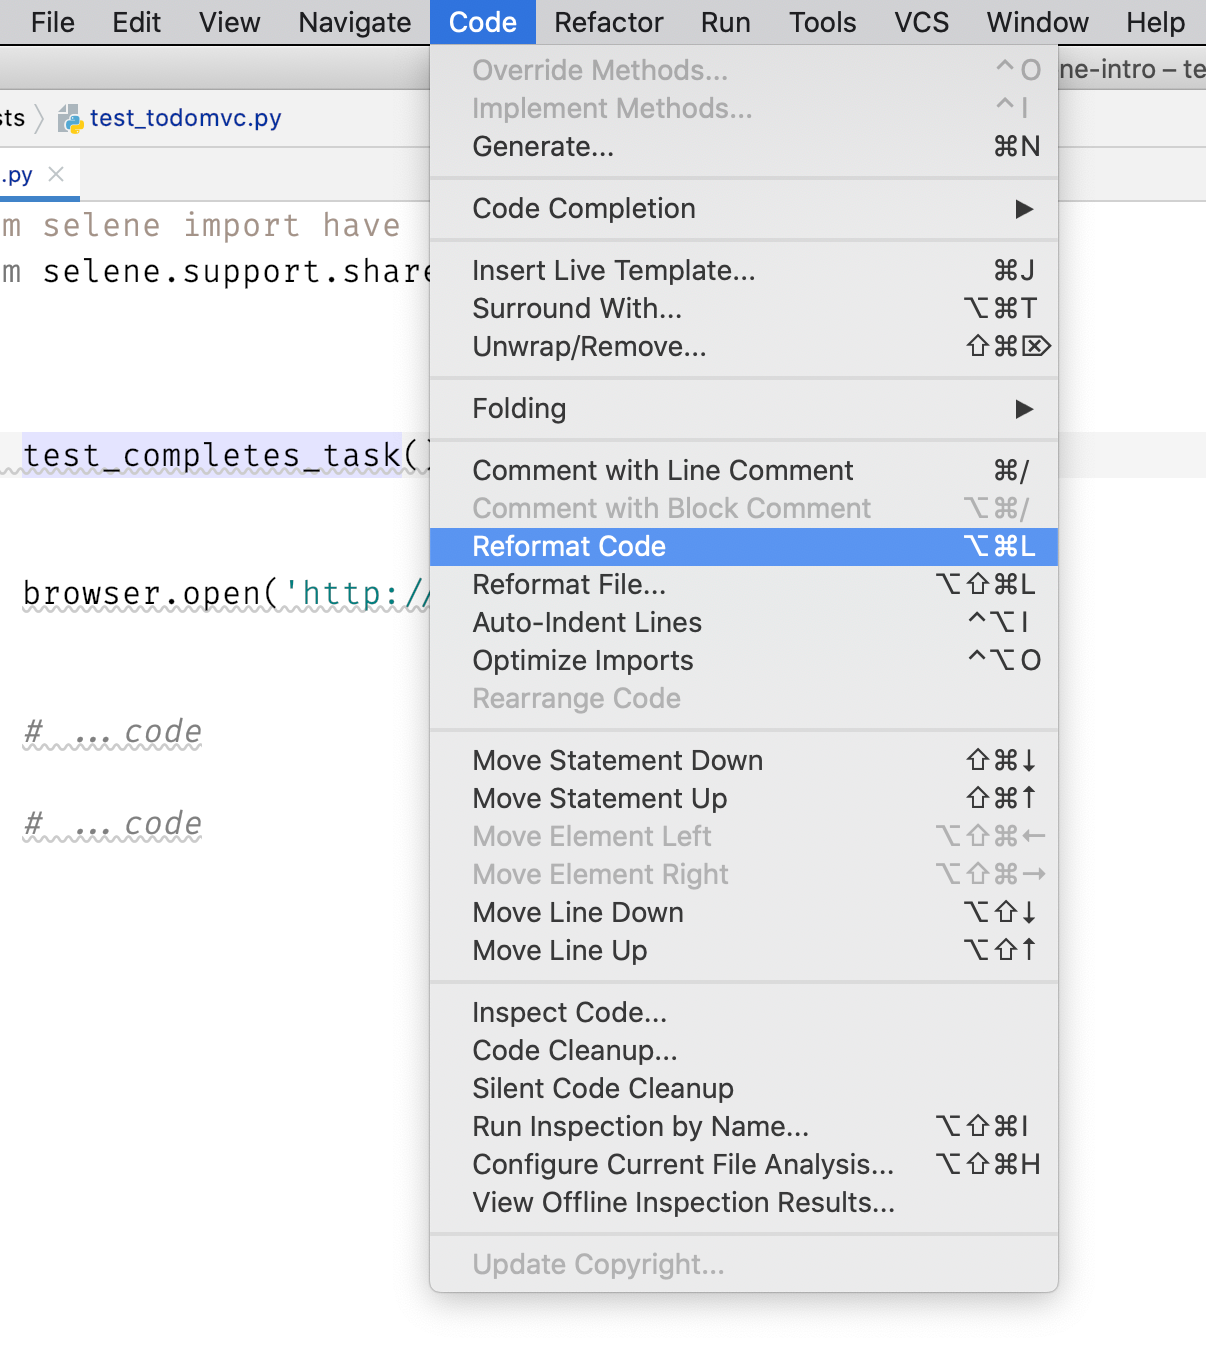 File Edit View Navigate Code Refactor Run Tools VCS Window Help
ne-intro – te
sts test_todomvc.py
.py
m selene import have
m selene.support.share
test_completes_task(
browser.open('http://
# ...code
# ...code
Override Methods... ^O
Implement Methods... ^I
Generate... ⌘N
Code Completion ▶
Insert Live Template... ⌘J
Surround With... ⌥⌘T
Unwrap/Remove... ⇧⌘⌦
Folding ▶
Comment with Line Comment ⌘/
Comment with Block Comment ⌥⌘/
Reformat Code ⌥⌘L
Reformat File... ⌥⇧⌘L
Auto-Indent Lines ^⌥I
Optimize Imports ^⌥O
Rearrange Code
Move Statement Down ⇧⌘↓
Move Statement Up ⇧⌘↑
Move Element Left ⌥⇧⌘←
Move Element Right ⌥⇧⌘→
Move Line Down ⌥⇧↓
Move Line Up ⌥⇧↑
Inspect Code...
Code Cleanup...
Silent Code Cleanup
Run Inspection by Name... ⌥⇧⌘I
Configure Current File Analysis... ⌥⇧⌘H
View Offline Inspection Results...
Update Copyright...